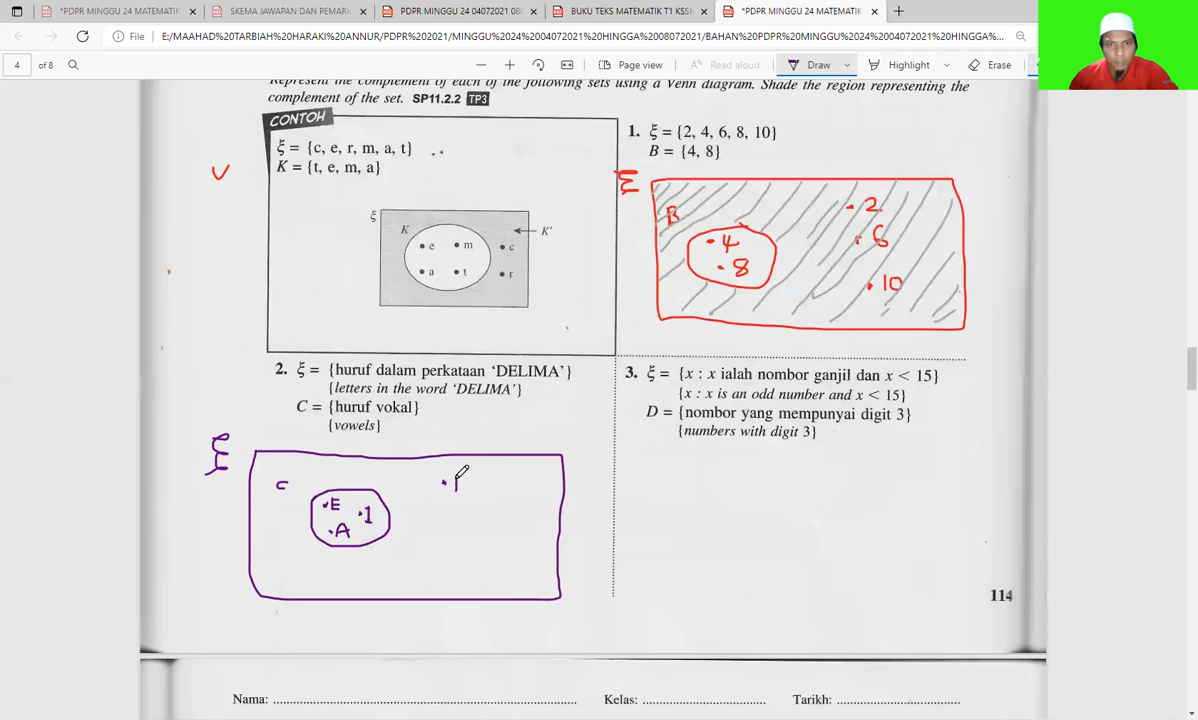 *PDPR MINGGU 24 MATEMATIK
SKEMA JAWAPAN DAN PEMAR
PDPR MINGGU 24 04072021 08
BUKU TEKS MATEMATIK T1 KSSM
*PDPR MINGGU 24 MATEMATIK
File
E:/MAAHAD%20TARBIAH%20HARAKI%20ANNUR/PDPR%202021/MINGGU%2024%2004072021%20HINGGA%2008072021/BAHAN%20PDPR%20MINGGU%2024%2004072021%20HINGGA%...
4 of 8
Page view
Read aloud
Draw
Highlight
Erase
Represent the complement of each of the following sets using a Venn diagram. Shade the region representing the
complement of the set. SP11.2.2 TP3
CONTOH
ξ = {c, e, r, m, a, t}
K = {t, e, m, a}
ξ
K
K'
e m c
a t r
1. ξ = {2, 4, 6, 8, 10}
B = {4, 8}
ξ
B
2
4
6
8
10
2. ξ = {huruf dalam perkataan 'DELIMA'}
{letters in the word 'DELIMA'}
C = {huruf vokal}
{vowels}
ξ
C
E
I
A
3. ξ = {x : x ialah nombor ganjil dan x < 15}
{x : x is an odd number and x < 15}
D = {nombor yang mempunyai digit 3}
{numbers with digit 3}
114
Nama: Kelas: Tarikh: